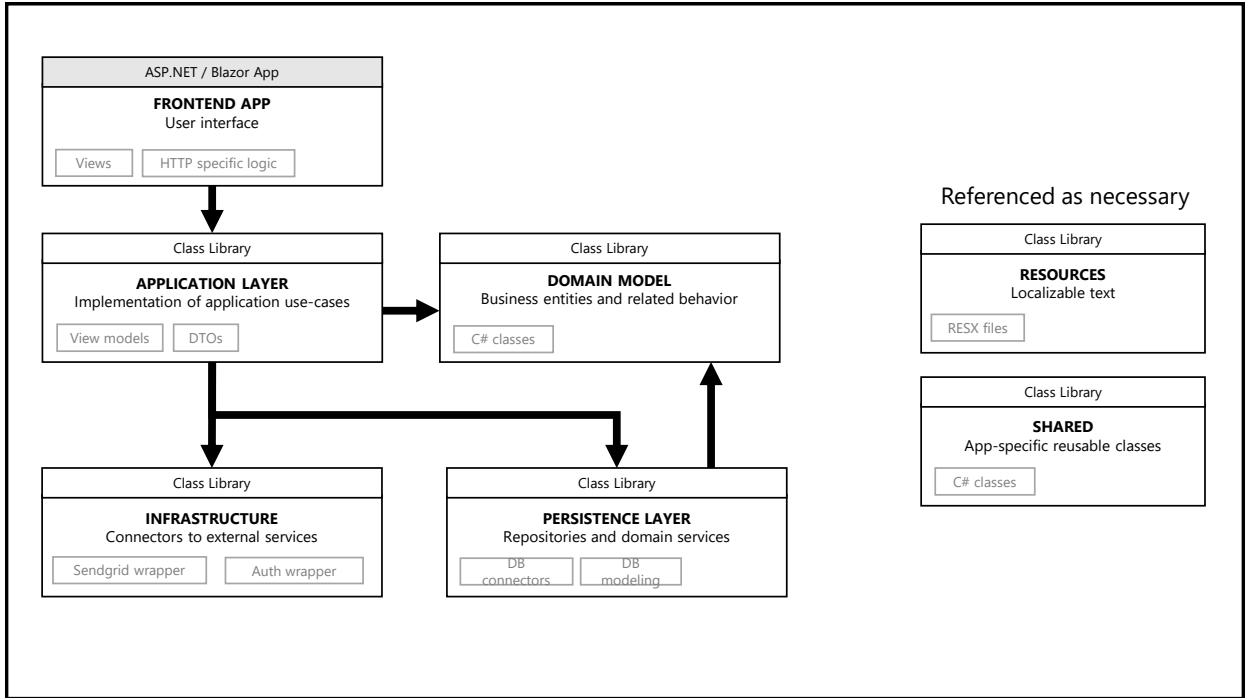 ASP.NET / Blazor App
FRONTEND APP
User interface
Views
HTTP specific logic
Class Library
APPLICATION LAYER
Implementation of application use-cases
View models
DTOs
Class Library
DOMAIN MODEL
Business entities and related behavior
C# classes
Class Library
INFRASTRUCTURE
Connectors to external services
Sendgrid wrapper
Auth wrapper
Class Library
PERSISTENCE LAYER
Repositories and domain services
DB
connectors
DB
modeling
Referenced as necessary
Class Library
RESOURCES
Localizable text
RESX files
Class Library
SHARED
App-specific reusable classes
C# classes